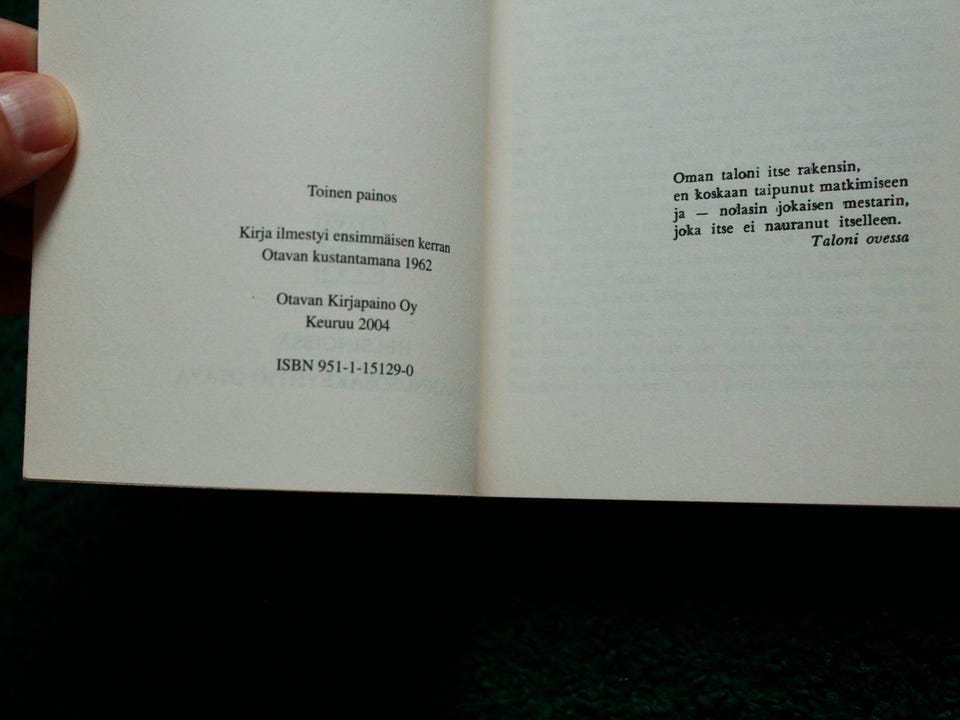 Toinen painos
Kirja ilmestyi ensimmäisen kerran
Otavan kustantamana 1962
Otavan Kirjapaino Oy
Keuruu 2004
ISBN 951-1-15129-0
Oman taloni itse rakensin,
en koskaan taipunut matkimiseen
ja — nolasin jokaisen mestarin,
joka itse ei nauranut itselleen.
Taloni ovessa